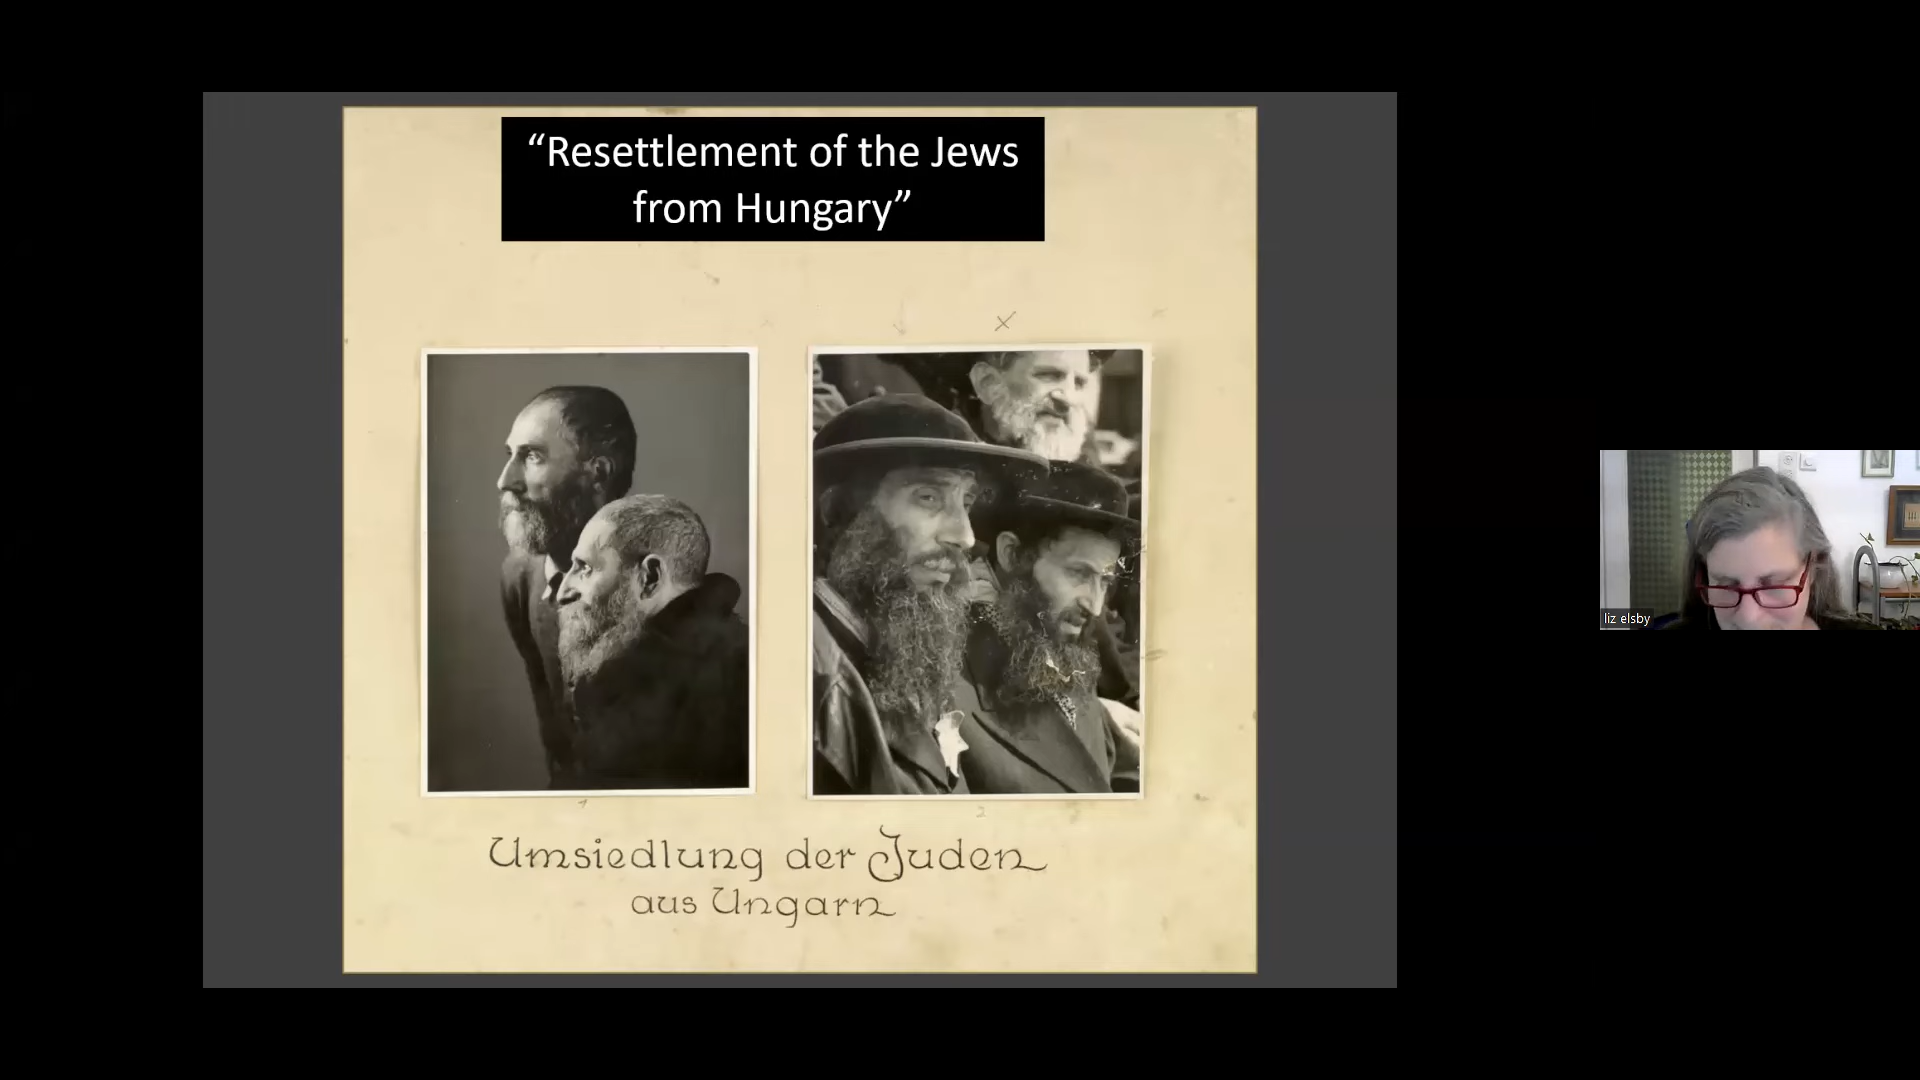 “Resettlement of the Jews
from Hungary”
Umsiedlung der Juden
aus Ungarn
liz elsby